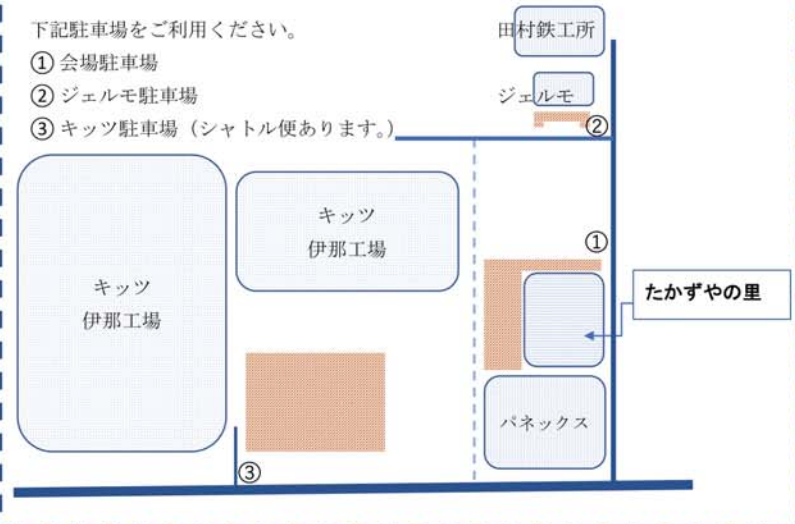 下記駐車場をご利用ください。
① 会場駐車場
② ジェルモ駐車場
③ キッツ駐車場（シャトル便あります。）
田村鉄工所
ジェルモ
②
キッツ
伊那工場
キッツ
伊那工場
①
たかずやの里
パネックス
③